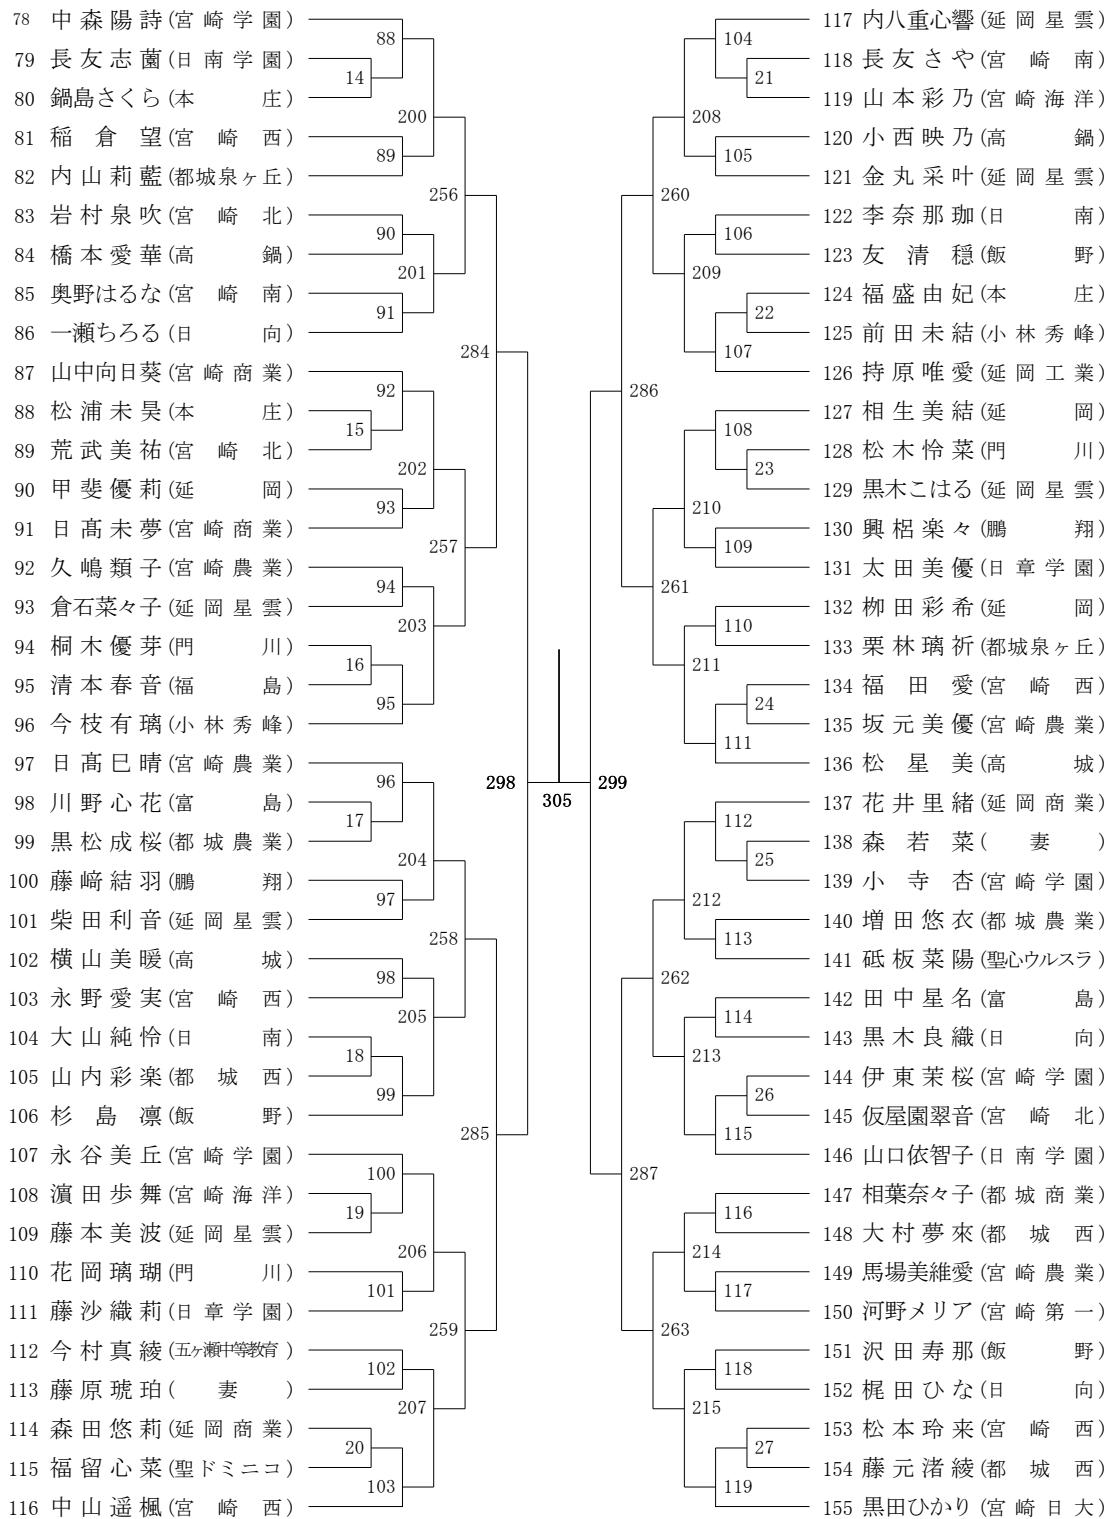 78 中森陽詩(宮崎学園)
88
79 長友志薗(日南学園)
14
80 鍋島さくら(本庄)
200
81 稲倉望(宮崎西)
89
82 内山莉藍(都城泉ヶ丘)
256
83 岩村泉吹(宮崎北)
90
84 橋本愛華(高鍋)
201
85 奥野はるな(宮崎南)
91
86 一瀬ちろる(日向)
284
87 山中向日葵(宮崎商業)
92
88 松浦未昊(本庄)
15
89 荒武美祐(宮崎北)
202
90 甲斐優莉(延岡)
93
91 日髙未夢(宮崎商業)
257
92 久嶋類子(宮崎農業)
94
93 倉石菜々子(延岡星雲)
203
94 桐木優芽(門川)
16
95 清本春音(福島)
95
96 今枝有璃(小林秀峰)
298
97 日髙巳晴(宮崎農業)
96
98 川野心花(富島)
17
99 黒松成桜(都城農業)
204
100 藤﨑結羽(鵬翔)
97
101 柴田利音(延岡星雲)
258
102 横山美暖(高城)
98
103 永野愛実(宮崎西)
205
104 大山純怜(日南)
18
105 山内彩楽(都城西)
99
106 杉島凛(飯野)
285
107 永谷美丘(宮崎学園)
100
108 濵田歩舞(宮崎海洋)
19
109 藤本美波(延岡星雲)
206
110 花岡璃瑚(門川)
101
111 藤沙織莉(日章学園)
259
112 今村真綾(五ヶ瀬中等教育)
102
113 藤原琥珀(妻)
207
114 森田悠莉(延岡商業)
20
115 福留心菜(聖ドミニコ)
103
116 中山遥楓(宮崎西)
305
117 内八重心響(延岡星雲)
104
118 長友さや(宮崎南)
21
119 山本彩乃(宮崎海洋)
208
120 小西映乃(高鍋)
105
121 金丸采叶(延岡星雲)
260
122 李奈那珈(日南)
106
123 友清穏(飯野)
209
124 福盛由妃(本庄)
22
125 前田未結(小林秀峰)
107
126 持原唯愛(延岡工業)
286
127 相生美結(延岡)
108
128 松木怜菜(門川)
23
129 黒木こはる(延岡星雲)
210
130 興梠楽々(鵬翔)
109
131 太田美優(日章学園)
261
132 栁田彩希(延岡)
110
133 栗林璃祈(都城泉ヶ丘)
211
134 福田愛(宮崎西)
24
135 坂元美優(宮崎農業)
111
136 松星美(高城)
299
137 花井里緒(延岡商業)
112
138 森若菜(妻)
25
139 小寺杏(宮崎学園)
212
140 増田悠衣(都城農業)
113
141 砥板菜陽(聖心ウルスラ)
262
142 田中星名(富島)
114
143 黒木良織(日向)
213
144 伊東茉桜(宮崎学園)
26
145 仮屋園翠音(宮崎北)
115
146 山口依智子(日南学園)
287
147 相葉奈々子(都城商業)
116
148 大村夢來(都城西)
214
149 馬場美維愛(宮崎農業)
117
150 河野メリア(宮崎第一)
263
151 沢田寿那(飯野)
118
152 梶田ひな(日向)
215
153 松本玲来(宮崎西)
27
154 藤元渚綾(都城西)
119
155 黒田ひかり(宮崎日大)